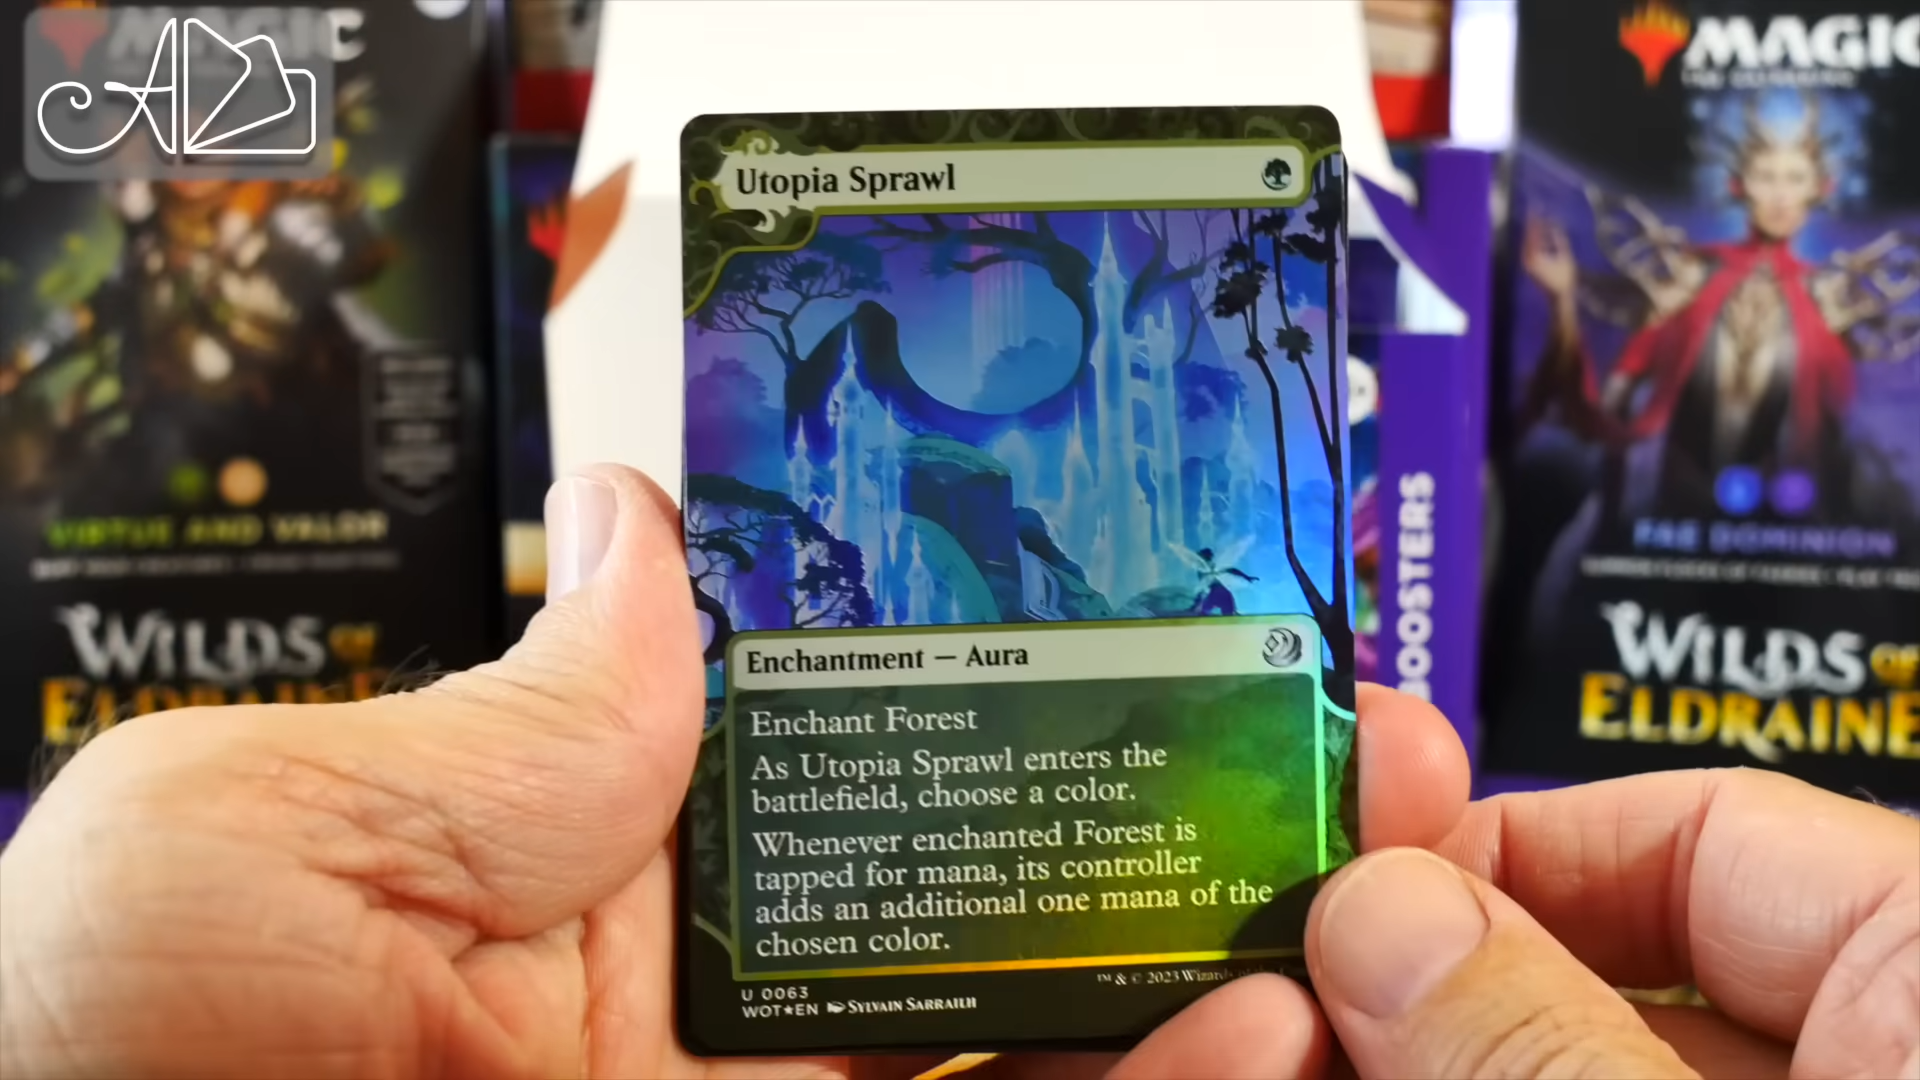 MAGIC
MAGIC
Utopia Sprawl
Enchantment — Aura
Enchant Forest
As Utopia Sprawl enters the
battlefield, choose a color.
Whenever enchanted Forest is
tapped for mana, its controller
adds an additional one mana of the
chosen color.
™ & © 2023 Wizards of the
U 0063
WOT★EN SYLVAIN SARRAILH
VIRTUE AND VALOR
WILDS OF
ELDRAINE
BOOSTERS
FAE DOMINION
WILDS OF
ELDRAINE